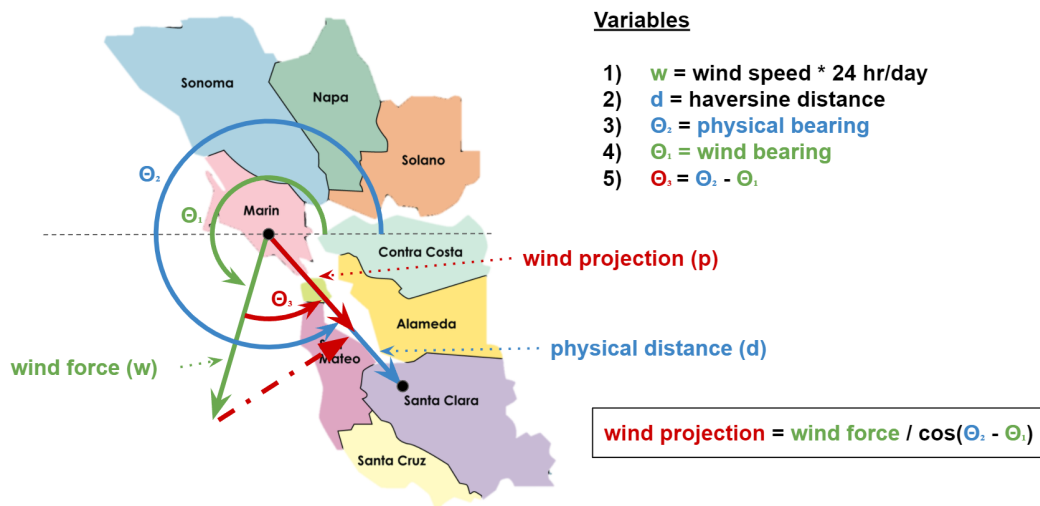 Variables
1) w = wind speed * 24 hr/day
2) d = haversine distance
3) Θ₂ = physical bearing
4) Θ₁ = wind bearing
5) Θ₃ = Θ₂ - Θ₁
Sonoma
Napa
Solano
Θ₂
Marin
Θ₁
Contra Costa
wind projection (p)
Θ₃
Alameda
physical distance (d)
Mateo
wind force (w)
Santa Clara
wind projection = wind force / cos(Θ₂ - Θ₁)
Santa Cruz